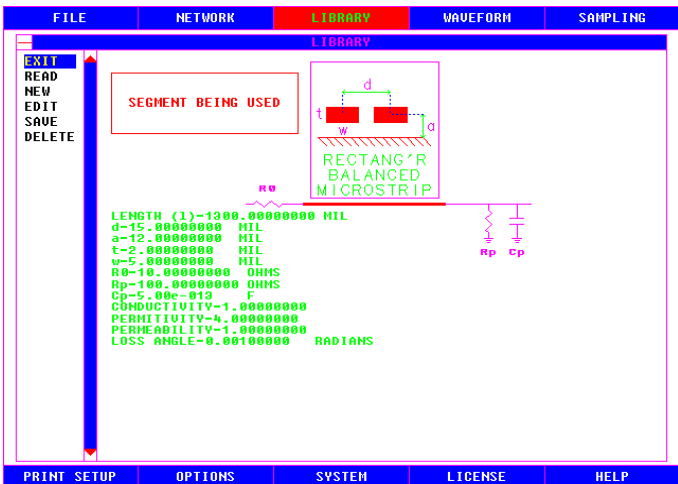 FILE NETWORK LIBRARY WAVEFORM SAMPLING
LIBRARY
EXIT
READ
NEW
EDIT
SAVE
DELETE
SEGMENT BEING USED
d
t
w
a
RECTANG'R
BALANCED
MICROSTRIP
R0
Rp Cp
LENGTH (l)-1300.00000000 MIL
d-15.00000000 MIL
a-12.00000000 MIL
t-2.00000000 MIL
w-5.00000000 MIL
R0-10.00000000 OHMS
Rp-100.00000000 OHMS
Cp-5.00e-013 F
CONDUCTIVITY-1.00000000
PERMITIVITY-4.00000000
PERMEABILITY-1.00000000
LOSS ANGLE-0.00100000 RADIANS
PRINT SETUP OPTIONS SYSTEM LICENSE HELP